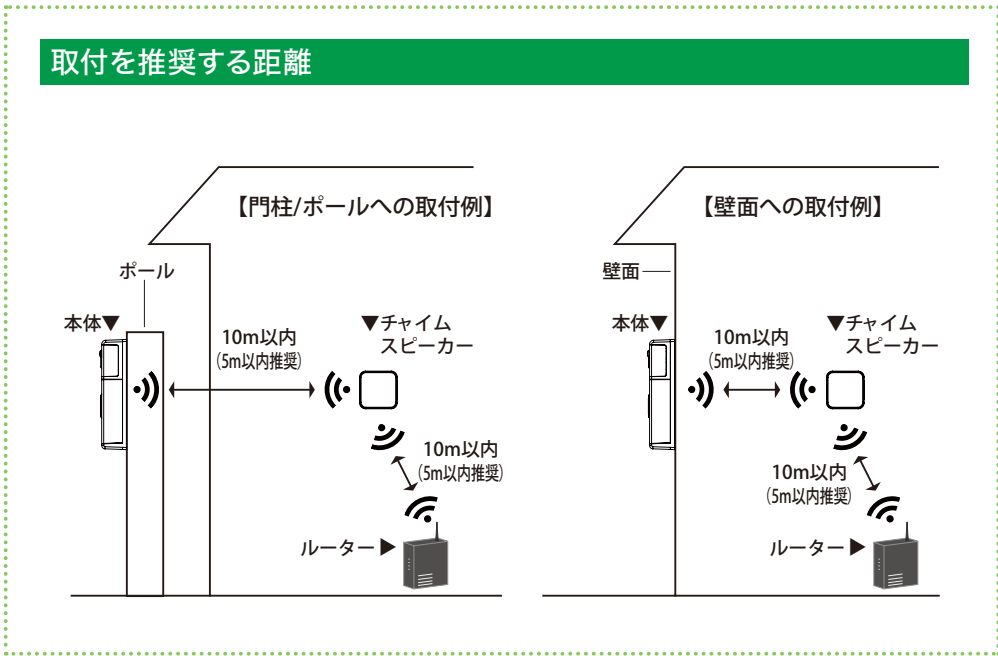 取付を推奨する距離
【門柱/ポールへの取付例】
ポール
本体▼
10m以内
(5m以内推奨)
▼チャイム
スピーカー
10m以内
(5m以内推奨)
ルーター▶
【壁面への取付例】
壁面
本体▼
10m以内
(5m以内推奨)
▼チャイム
スピーカー
10m以内
(5m以内推奨)
ルーター▶